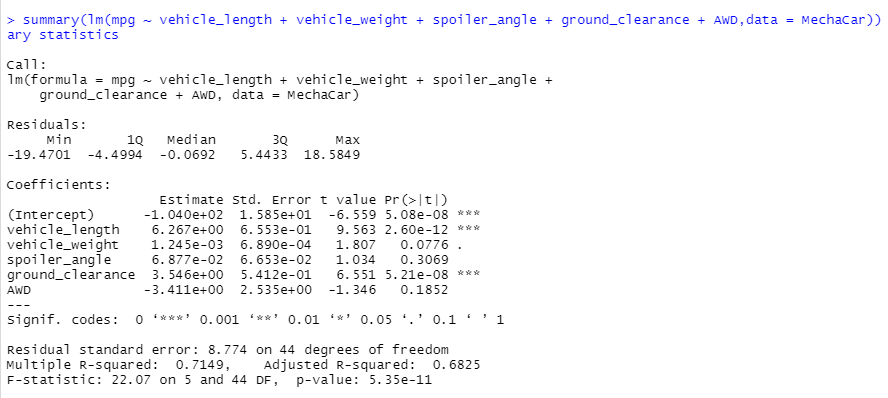 > summary(lm(mpg ~ vehicle_length + vehicle_weight + spoiler_angle + ground_clearance + AWD,data = MechaCar))
ary statistics
Call:
lm(formula = mpg ~ vehicle_length + vehicle_weight + spoiler_angle +
    ground_clearance + AWD, data = MechaCar)
Residuals:
     Min       1Q   Median       3Q      Max
-19.4701  -4.4994  -0.0692   5.4433  18.5849
Coefficients:
                   Estimate Std. Error t value Pr(>|t|)
(Intercept)      -1.040e+02  1.585e+01  -6.559 5.08e-08 ***
vehicle_length    6.267e+00  6.553e-01   9.563 2.60e-12 ***
vehicle_weight    1.245e-03  6.890e-04   1.807   0.0776 .
spoiler_angle     6.877e-02  6.653e-02   1.034   0.3069
ground_clearance  3.546e+00  5.412e-01   6.551 5.21e-08 ***
AWD              -3.411e+00  2.535e+00  -1.346   0.1852
---
Signif. codes:  0 ‘***’ 0.001 ‘**’ 0.01 ‘*’ 0.05 ‘.’ 0.1 ‘ ’ 1
Residual standard error: 8.774 on 44 degrees of freedom
Multiple R-squared:  0.7149,    Adjusted R-squared:  0.6825
F-statistic: 22.07 on 5 and 44 DF,  p-value: 5.35e-11